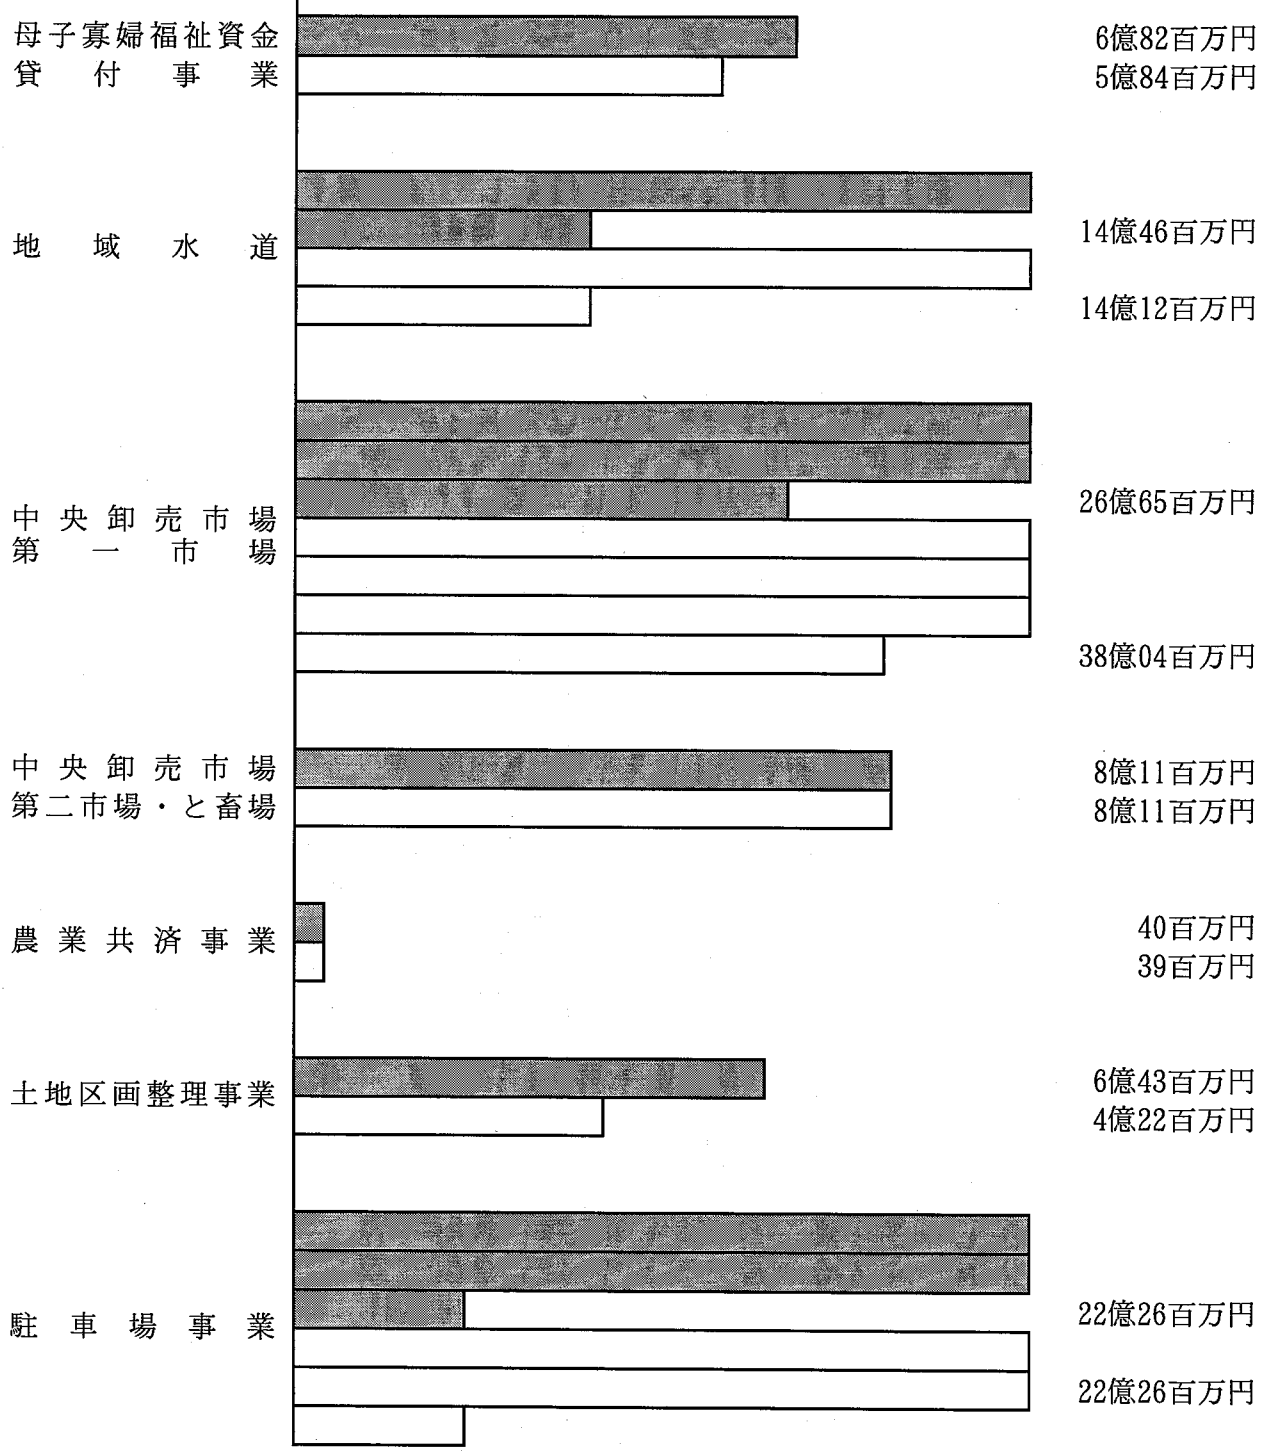 母子寡婦福祉資金 6億82百万円
貸付事業 5億84百万円
地域水道 14億46百万円
14億12百万円
26億65百万円
中央卸売市場
第一市場
38億04百万円
中央卸売市場 8億11百万円
第二市場・と畜場 8億11百万円
農業共済事業 40百万円
39百万円
土地区画整理事業 6億43百万円
4億22百万円
駐車場事業 22億26百万円
22億26百万円